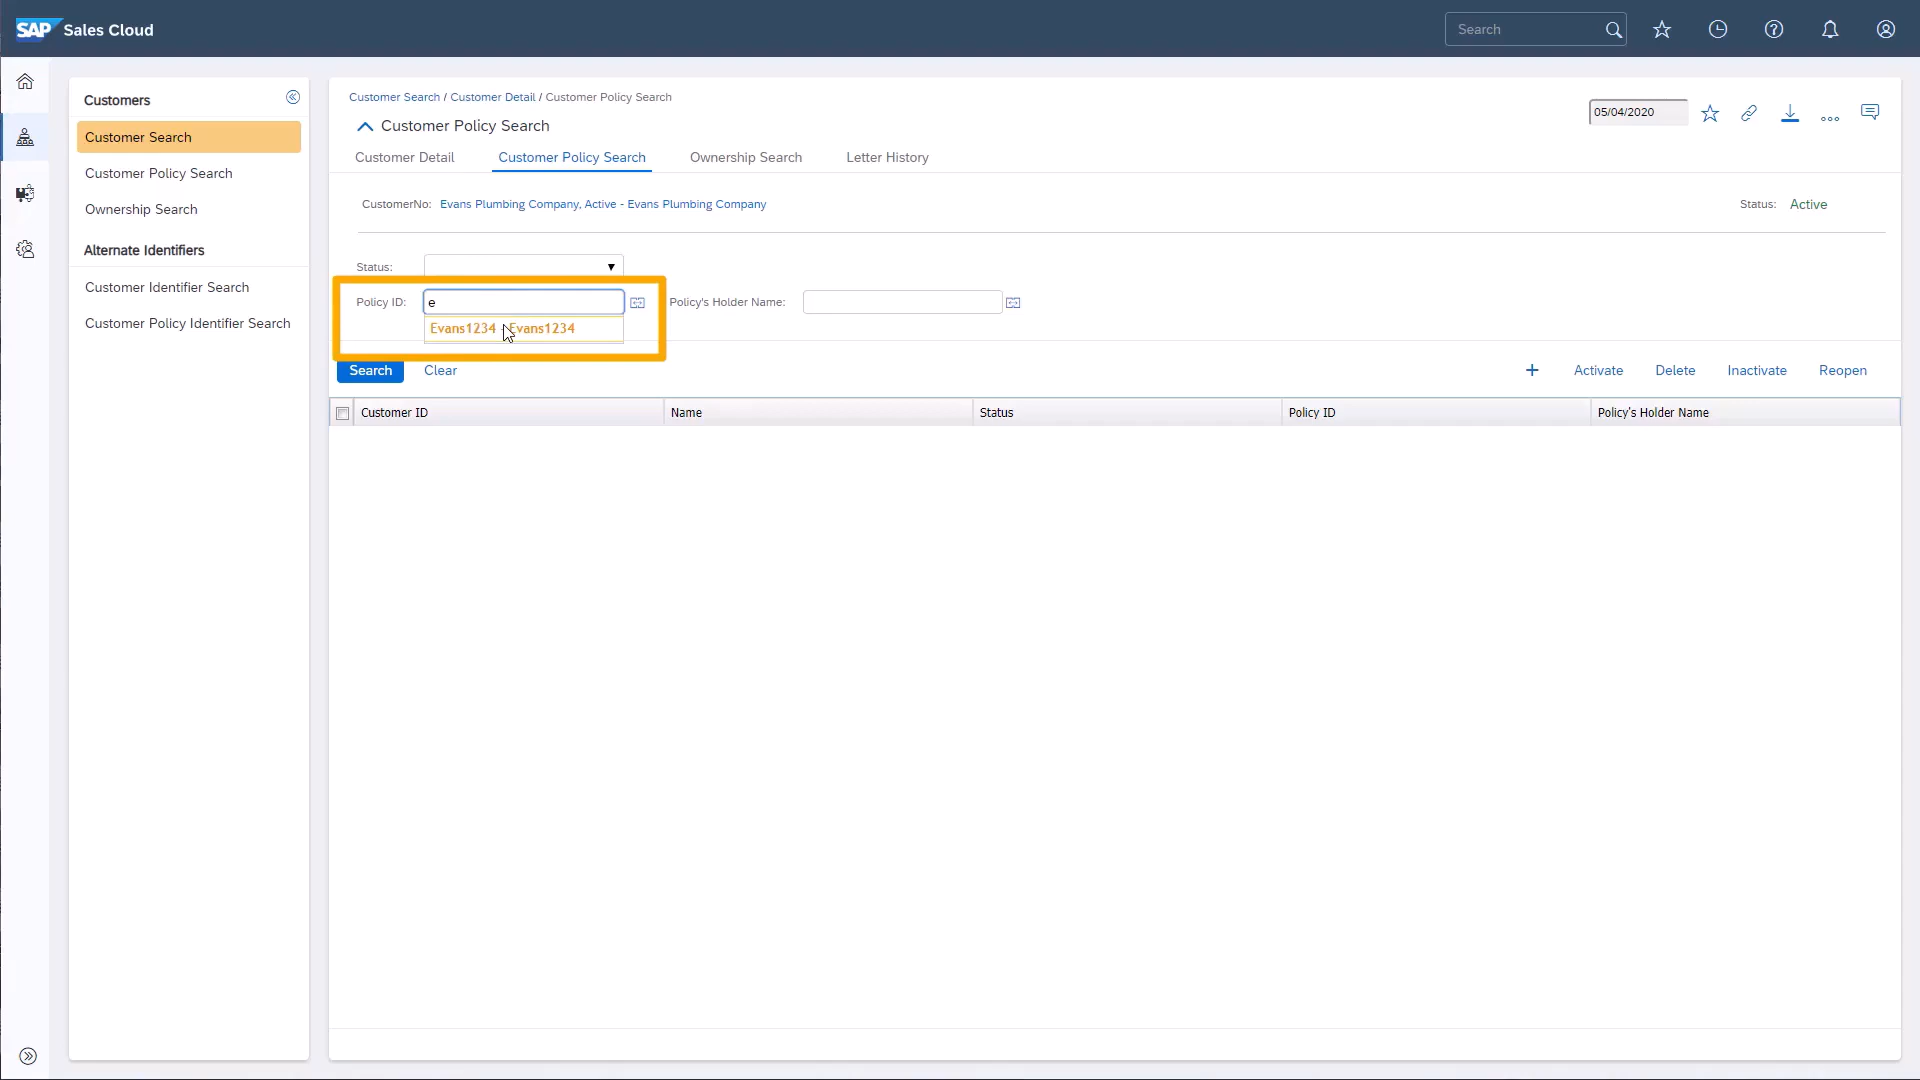 SAP Sales Cloud
Search
Customers
Customer Search
Customer Policy Search
Ownership Search
Alternate Identifiers
Customer Identifier Search
Customer Policy Identifier Search
Customer Search / Customer Detail / Customer Policy Search
05/04/2020
Customer Policy Search
Customer Detail
Customer Policy Search
Ownership Search
Letter History
CustomerNo: Evans Plumbing Company, Active - Evans Plumbing Company
Status: Active
Status:
Policy ID: e
Policy's Holder Name:
Evans1234 - Evans1234
Search
Clear
+
Activate
Delete
Inactivate
Reopen
Customer ID
Name
Status
Policy ID
Policy's Holder Name